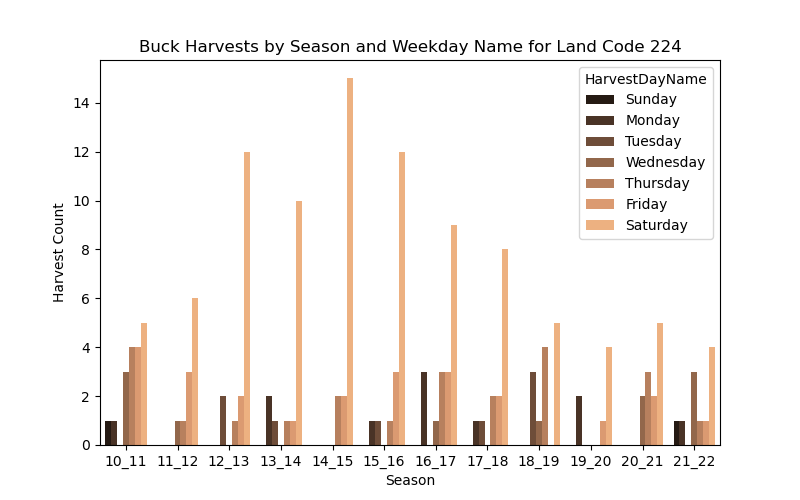 Buck Harvests by Season and Weekday Name for Land Code 224
HarvestDayName
Sunday
Monday
Tuesday
Wednesday
Thursday
Friday
Saturday
Harvest Count
14
12
10
8
6
4
2
0
10_11 11_12 12_13 13_14 14_15 15_16 16_17 17_18 18_19 19_20 20_21 21_22
Season